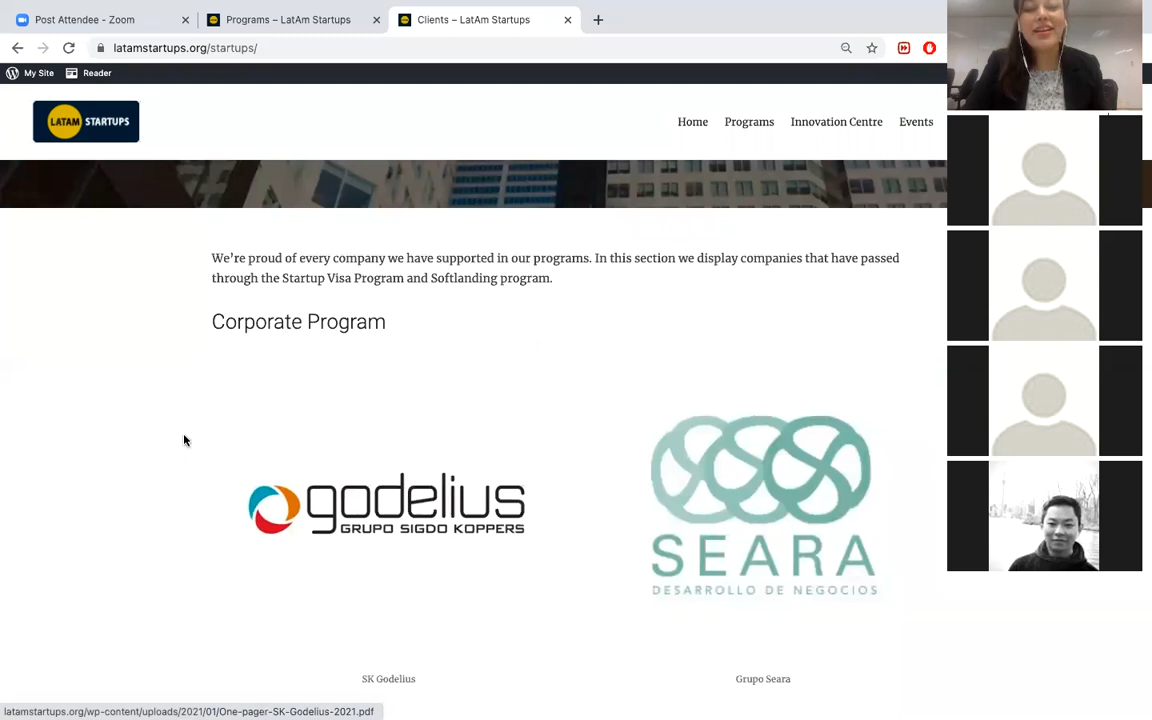 Post Attendee - Zoom
Programs – LatAm Startups
Clients – LatAm Startups
latamstartups.org/startups/
My Site
Reader
LATAM STARTUPS
Home
Programs
Innovation Centre
Events
We're proud of every company we have supported in our programs. In this section we display companies that have passed
through the Startup Visa Program and Softlanding program.
Corporate Program
godelius
GRUPO SIGDO KOPPERS
SEARA
DESARROLLO DE NEGOCIOS
SK Godelius
Grupo Seara
latamstartups.org/wp-content/uploads/2021/01/One-pager-SK-Godelius-2021.pdf